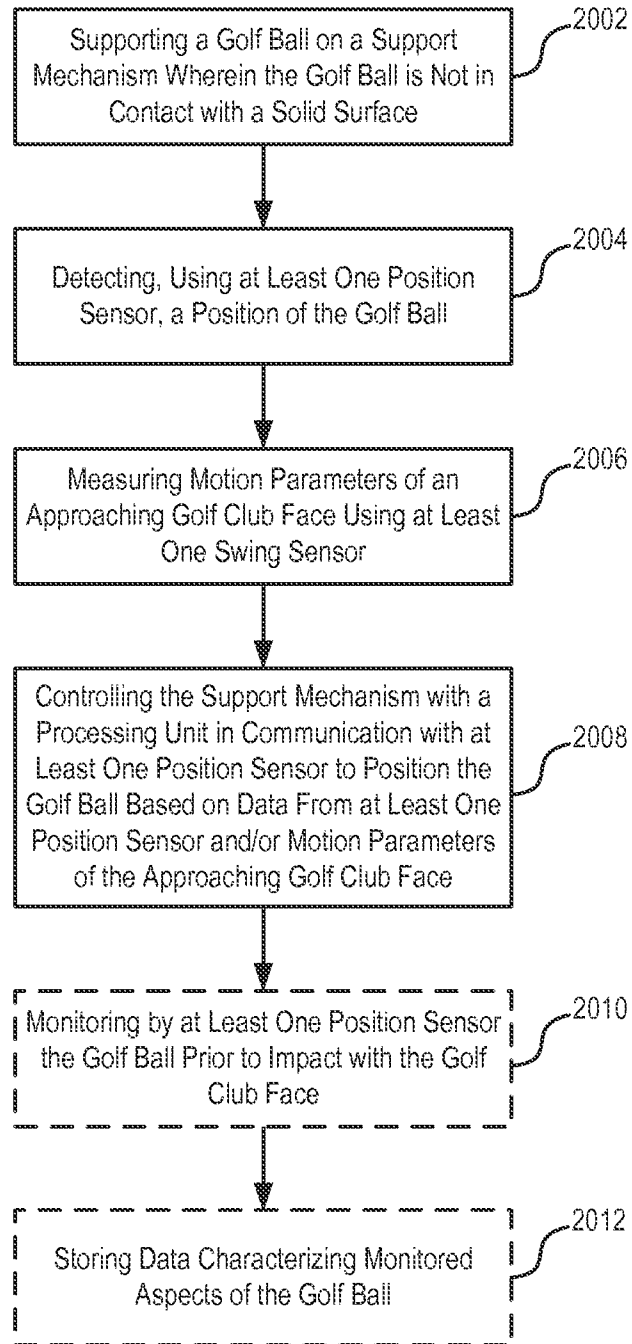 Supporting a Golf Ball on a Support
Mechanism Wherein the Golf Ball is Not in
Contact with a Solid Surface
2002
Detecting, Using at Least One Position
Sensor, a Position of the Golf Ball
2004
Measuring Motion Parameters of an
Approaching Golf Club Face Using at Least
One Swing Sensor
2006
Controlling the Support Mechanism with a
Processing Unit in Communication with at
Least One Position Sensor to Position the
Golf Ball Based on Data From at Least One
Position Sensor and/or Motion Parameters
of the Approaching Golf Club Face
2008
Monitoring by at Least One Position Sensor
the Golf Ball Prior to Impact with the Golf
Club Face
2010
Storing Data Characterizing Monitored
Aspects of the Golf Ball
2012